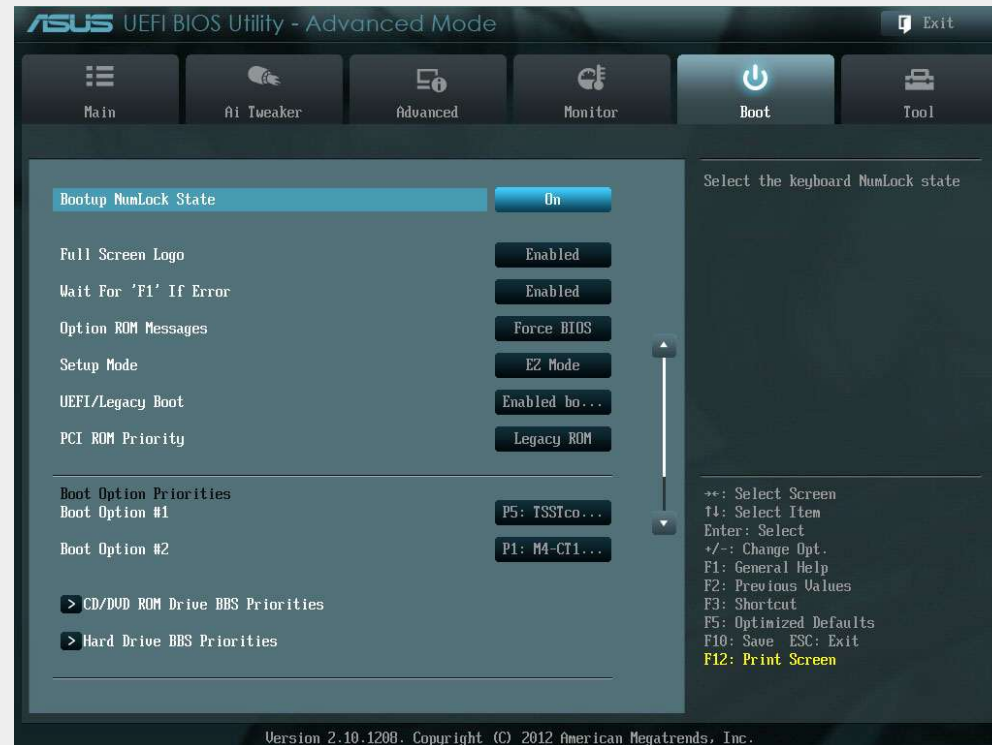 ASUS UEFI BIOS Utility - Advanced Mode
Exit
Main
Ai Tweaker
Advanced
Monitor
Boot
Tool
Bootup NumLock State On
Select the keyboard NumLock state
Full Screen Logo Enabled
Wait For 'F1' If Error Enabled
Option ROM Messages Force BIOS
Setup Mode EZ Mode
UEFI/Legacy Boot Enabled bo...
PCI ROM Priority Legacy ROM
Boot Option Priorities
Boot Option #1 P5: TSSTco...
Boot Option #2 P1: M4-CT1...
> CD/DVD ROM Drive BBS Priorities
> Hard Drive BBS Priorities
→←: Select Screen
↑↓: Select Item
Enter: Select
+/-: Change Opt.
F1: General Help
F2: Previous Values
F3: Shortcut
F5: Optimized Defaults
F10: Save ESC: Exit
F12: Print Screen
Version 2.10.1208. Copyright (C) 2012 American Megatrends, Inc.